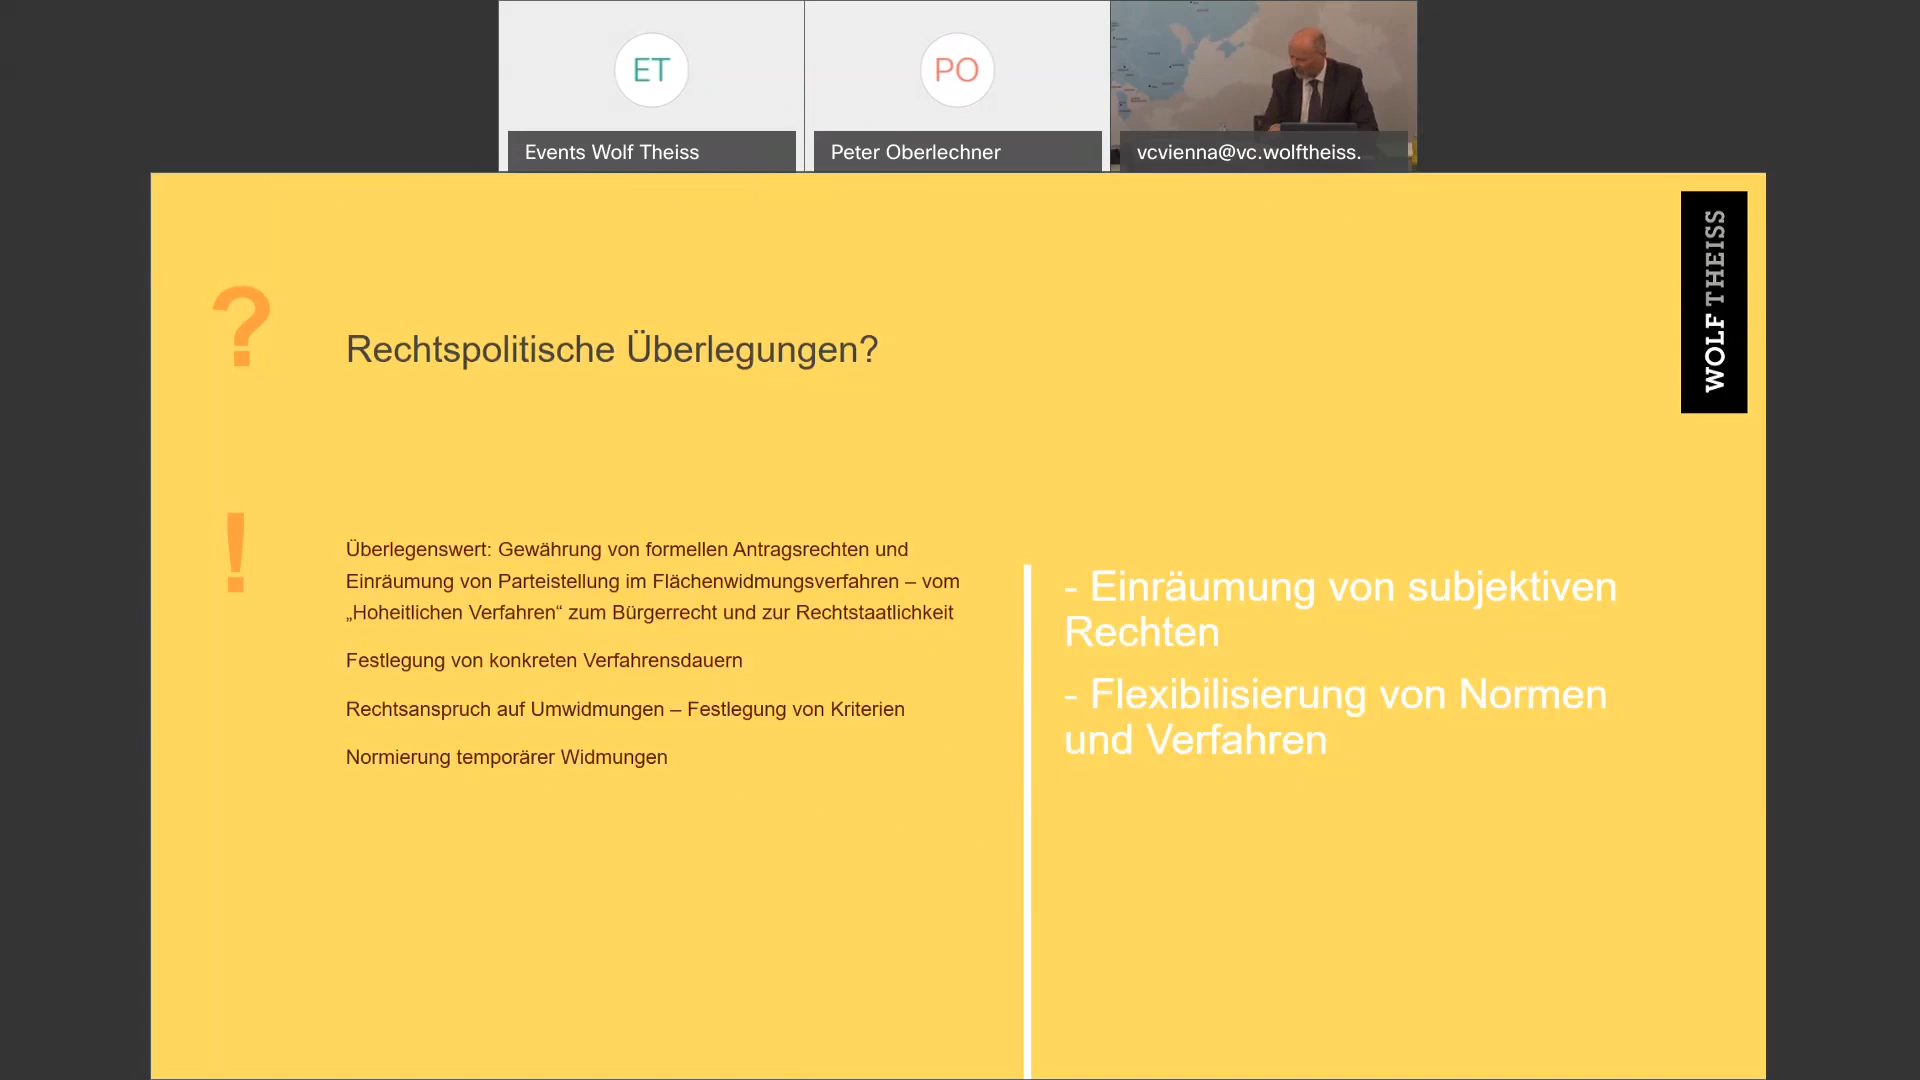 ET
PO
Events Wolf Theiss
Peter Oberlechner
vcvienna@vc.wolftheiss.
WOLF THEISS
?
Rechtspolitische Überlegungen?
!
Überlegenswert: Gewährung von formellen Antragsrechten und
Einräumung von Parteistellung im Flächenwidmungsverfahren – vom
„Hoheitlichen Verfahren“ zum Bürgerrecht und zur Rechtstaatlichkeit
Festlegung von konkreten Verfahrensdauern
Rechtsanspruch auf Umwidmungen – Festlegung von Kriterien
Normierung temporärer Widmungen
- Einräumung von subjektiven
Rechten
- Flexibilisierung von Normen
und Verfahren